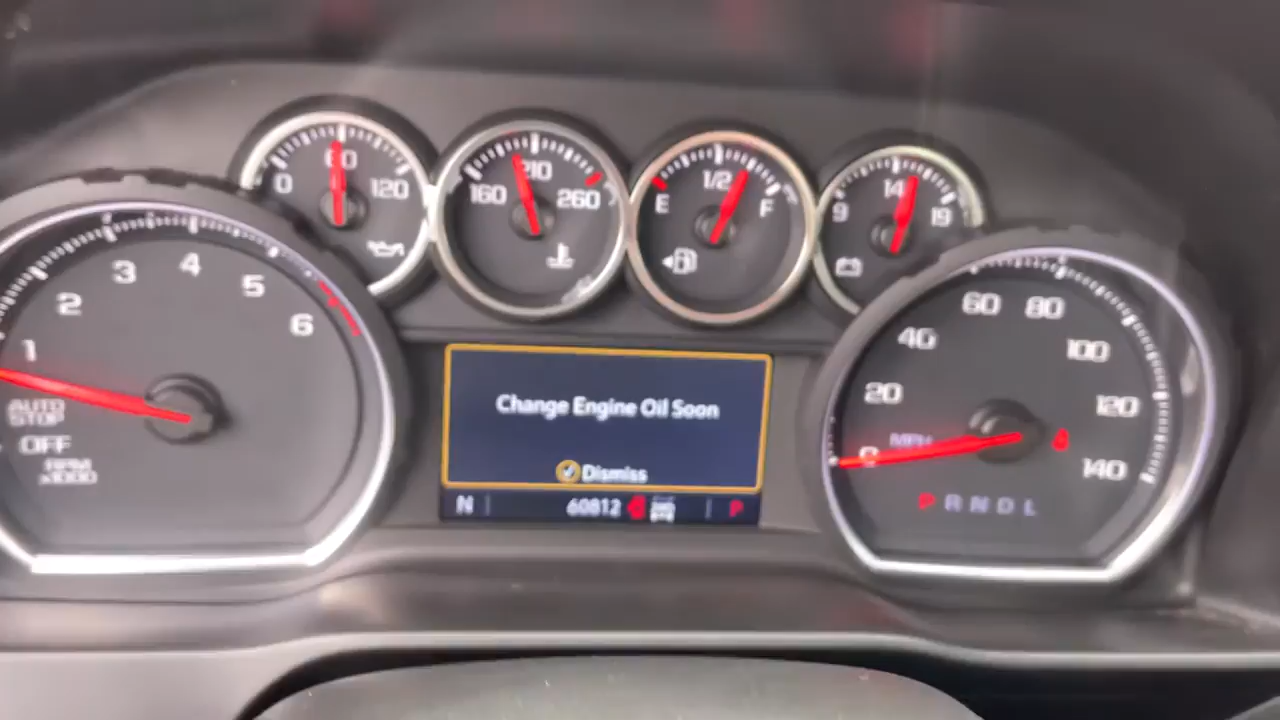 0 60 120
160 210 260
E 1/2 F
9 14 19
1 2 3 4 5 6
AUTO
STOP
OFF
RPM
x1000
Change Engine Oil Soon
Dismiss
N 60812 P
0 20 40 60 80 100 120 140
MPH
P R N D L